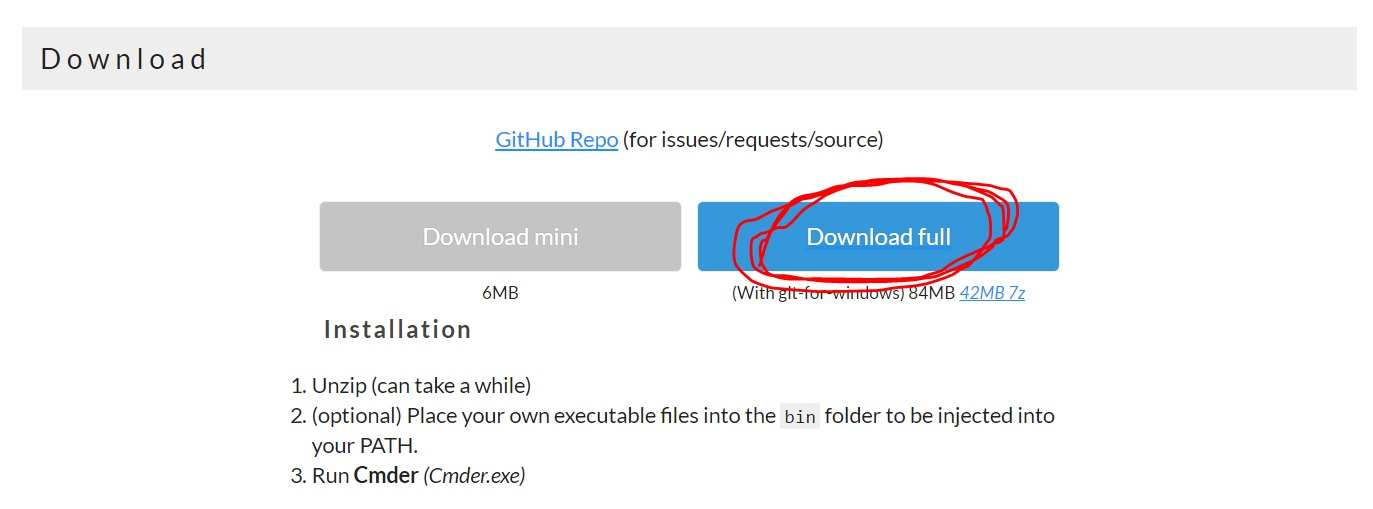 Download
GitHub Repo (for issues/requests/source)
Download mini
Download full
6MB
(With git-for-windows) 84MB 42MB 7z
Installation
1. Unzip (can take a while)
2. (optional) Place your own executable files into the bin folder to be injected into
your PATH.
3. Run Cmder (Cmder.exe)